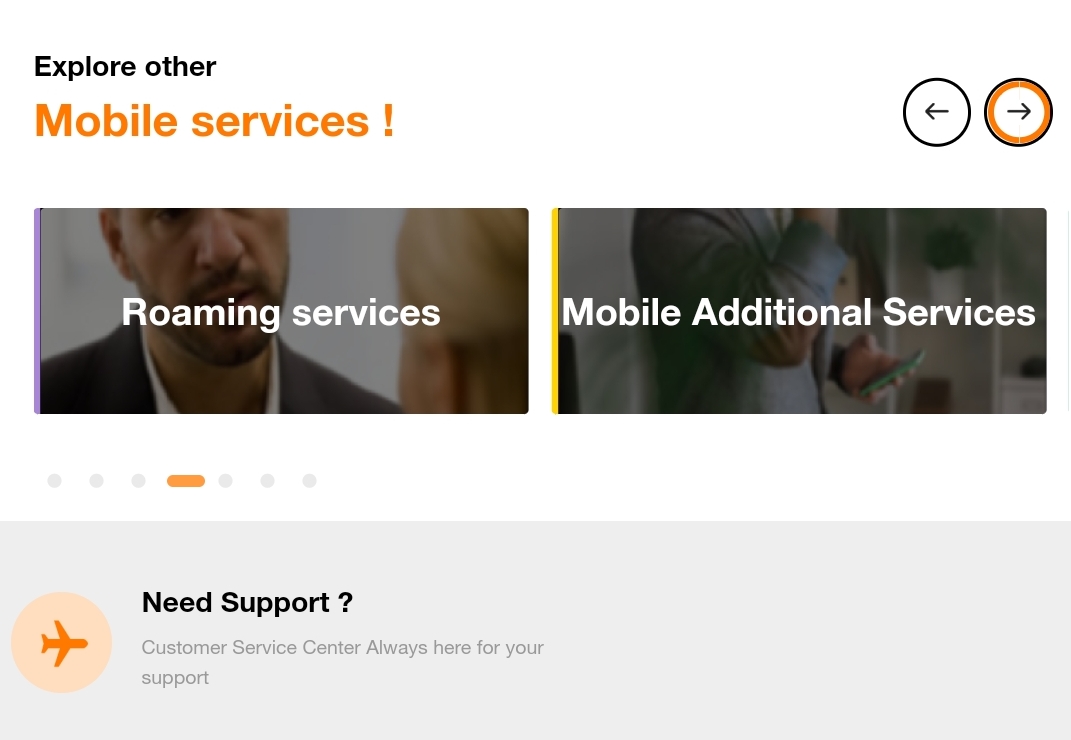 Explore other
Mobile services !
Roaming services
Mobile Additional Services
Need Support ?
Customer Service Center Always here for your
support